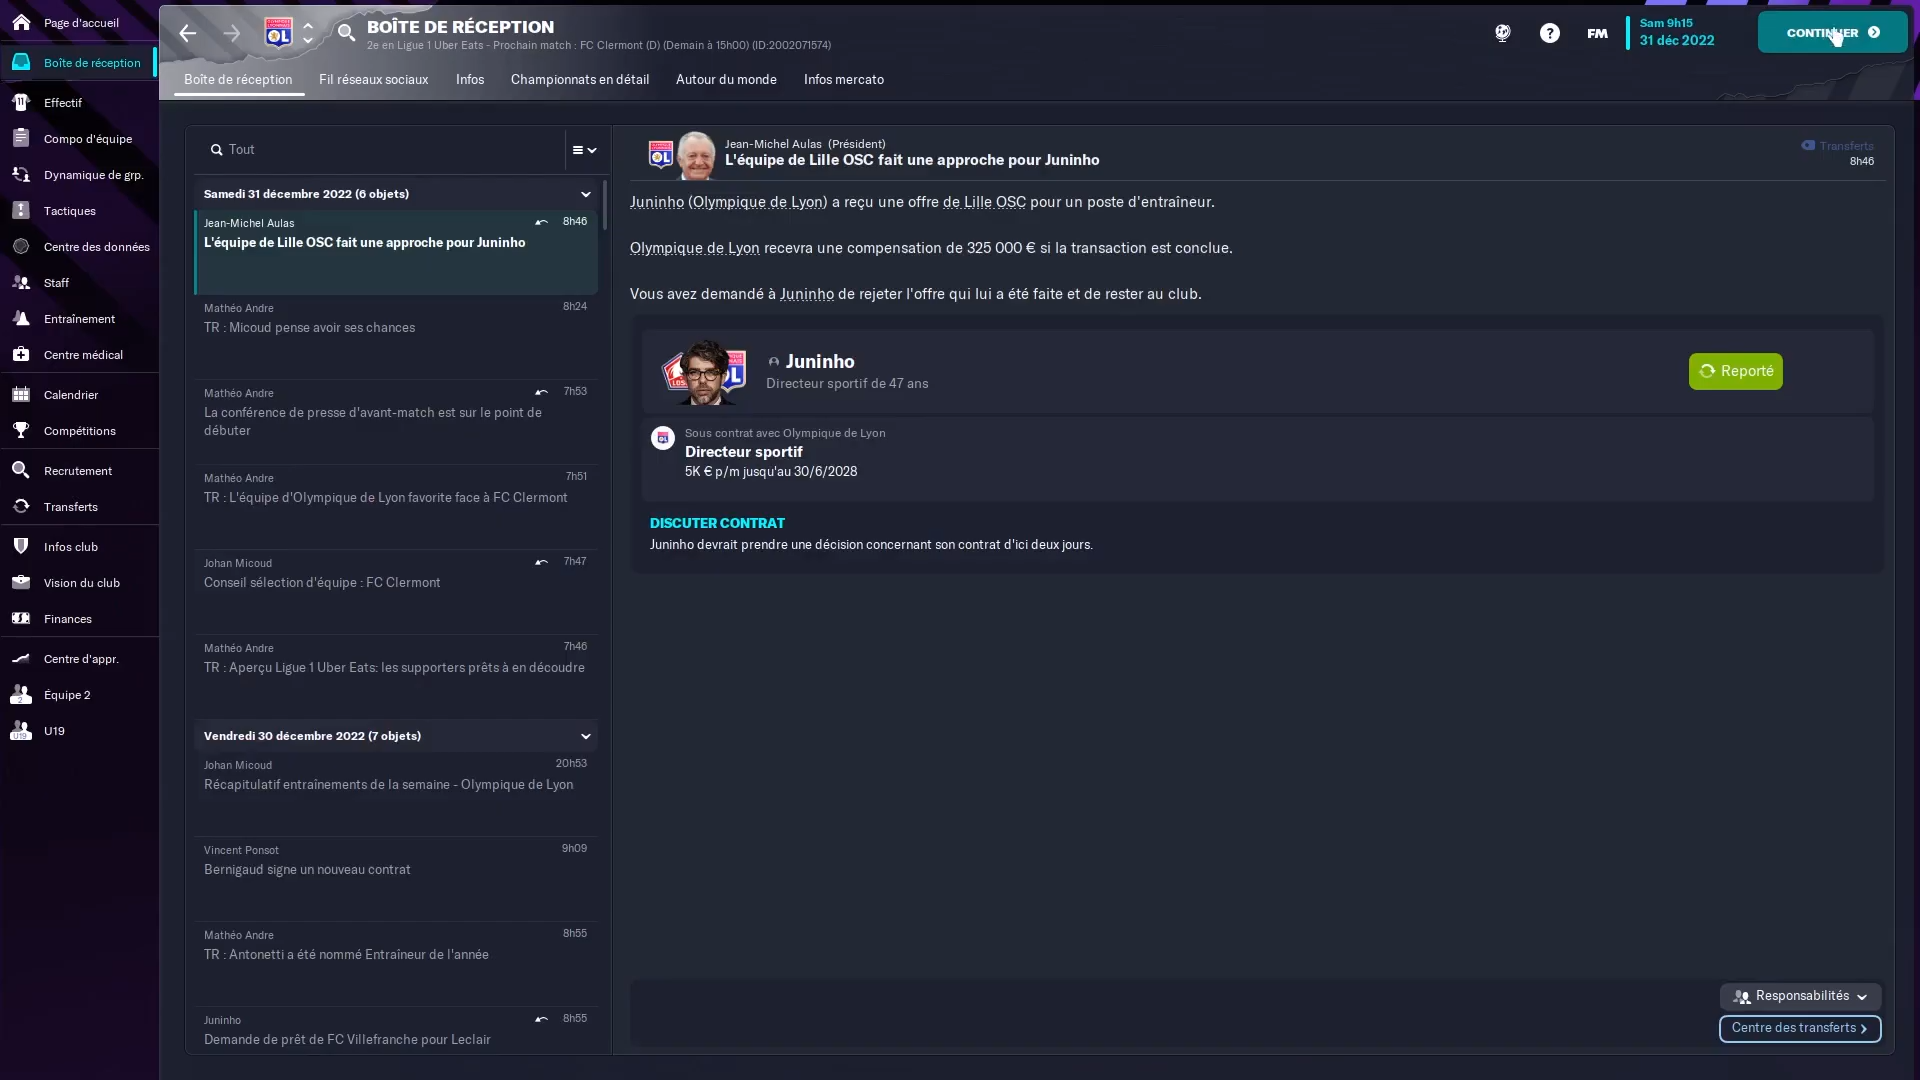 Page d'accueil
Boîte de réception
Effectif
Compo d'équipe
Dynamique de grp.
Tactiques
Centre des données
Staff
Entraînement
Centre médical
Calendrier
Compétitions
Recrutement
Transferts
Infos club
Vision du club
Finances
Centre d'appr.
Équipe 2
U19
BOÎTE DE RÉCEPTION
2e en Ligue 1 Uber Eats - Prochain match : FC Clermont (D) (Demain à 15h00) (ID:2002071574)
FM
Sam 9h15
31 déc 2022
CONTINUER
Boîte de réception
Fil réseaux sociaux
Infos
Championnats en détail
Autour du monde
Infos mercato
Tout
Samedi 31 décembre 2022 (6 objets)
Jean-Michel Aulas 8h46
L'équipe de Lille OSC fait une approche pour Juninho
Mathéo Andre 8h24
TR : Micoud pense avoir ses chances
Mathéo Andre 7h53
La conférence de presse d'avant-match est sur le point de
débuter
Mathéo Andre 7h51
TR : L'équipe d'Olympique de Lyon favorite face à FC Clermont
Johan Micoud 7h47
Conseil sélection d'équipe : FC Clermont
Mathéo Andre 7h46
TR : Aperçu Ligue 1 Uber Eats: les supporters prêts à en découdre
Vendredi 30 décembre 2022 (7 objets)
Johan Micoud 20h53
Récapitulatif entraînements de la semaine - Olympique de Lyon
Vincent Ponsot 9h09
Bernigaud signe un nouveau contrat
Mathéo Andre 8h55
TR : Antonetti a été nommé Entraîneur de l'année
Juninho 8h55
Demande de prêt de FC Villefranche pour Leclair
Jean-Michel Aulas (Président)
L'équipe de Lille OSC fait une approche pour Juninho
Transferts
8h46
Juninho (Olympique de Lyon) a reçu une offre de Lille OSC pour un poste d'entraîneur.
Olympique de Lyon recevra une compensation de 325 000 € si la transaction est conclue.
Vous avez demandé à Juninho de rejeter l'offre qui lui a été faite et de rester au club.
Juninho
Directeur sportif de 47 ans
Reporté
Sous contrat avec Olympique de Lyon
Directeur sportif
5K € p/m jusqu'au 30/6/2028
DISCUTER CONTRAT
Juninho devrait prendre une décision concernant son contrat d'ici deux jours.
Responsabilités
Centre des transferts